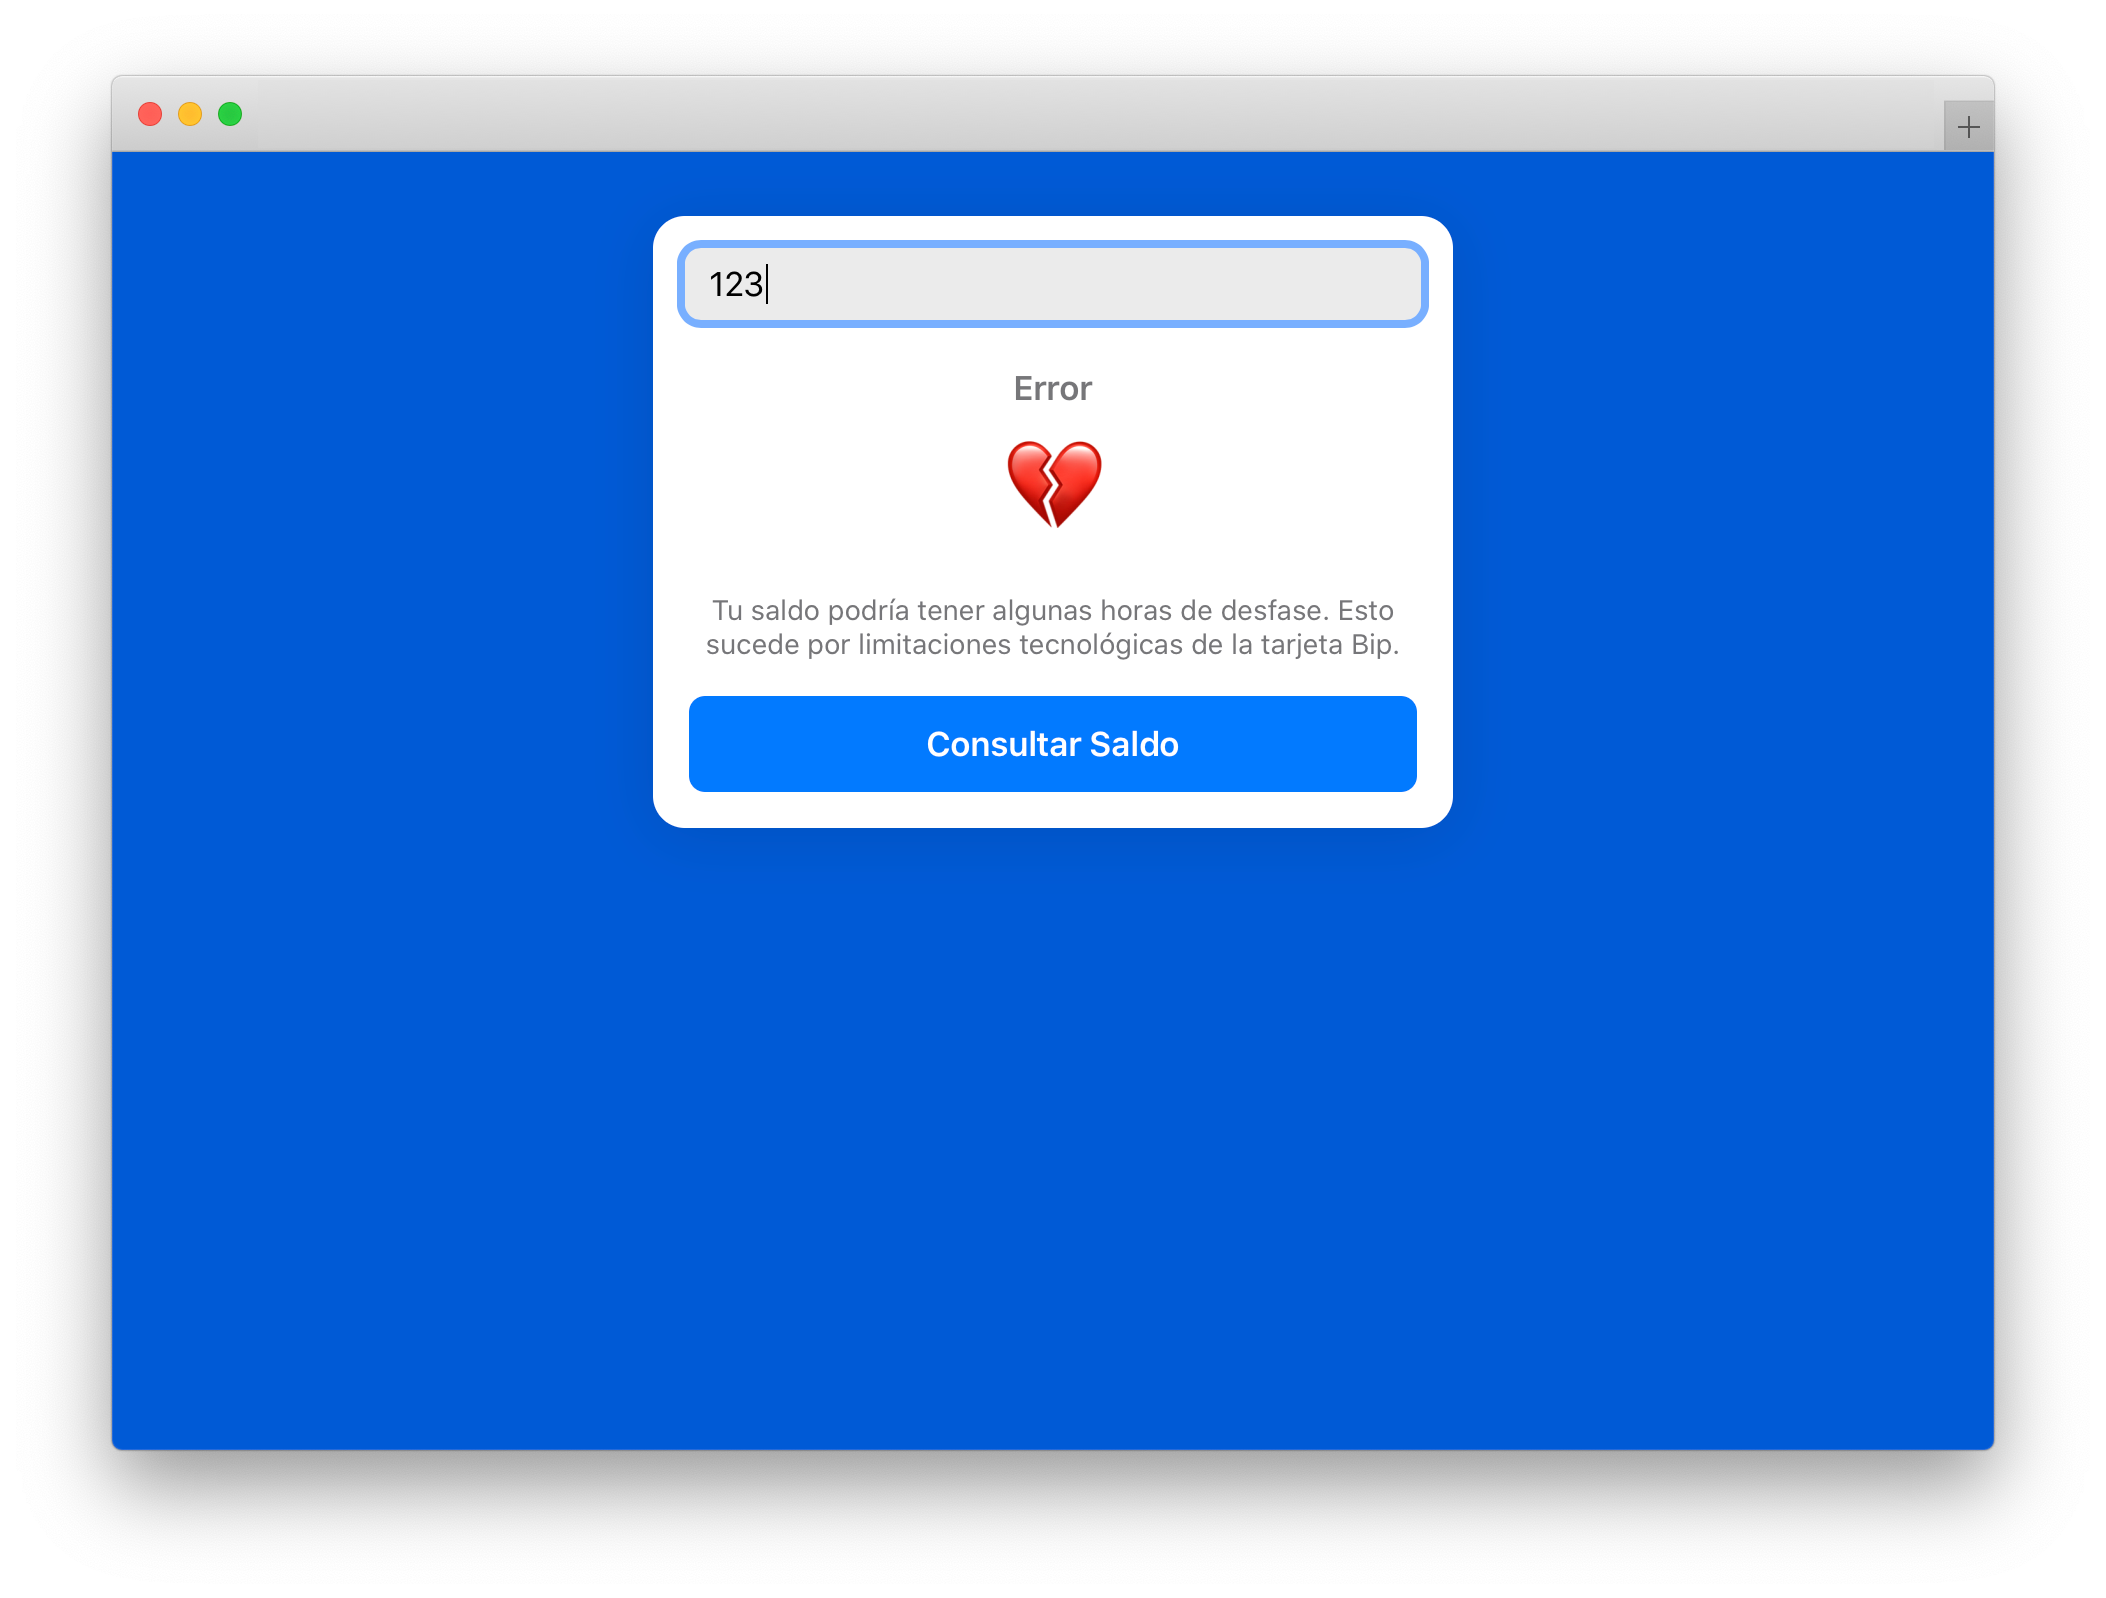 123
Error
Tu saldo podría tener algunas horas de desfase. Esto
sucede por limitaciones tecnológicas de la tarjeta Bip.
Consultar Saldo